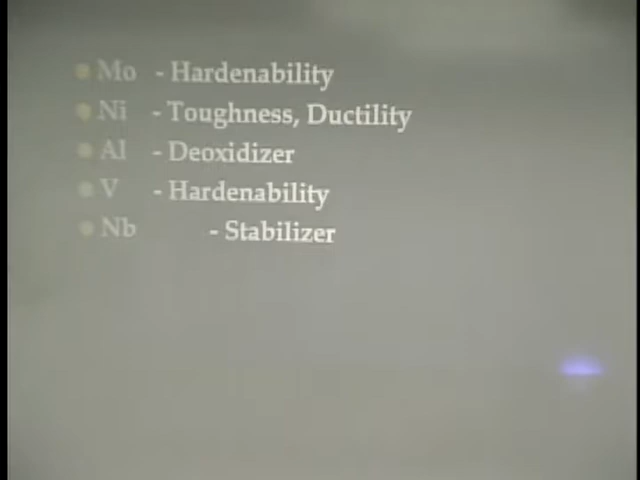 Mo - Hardenability
Ni - Toughness, Ductility
Al - Deoxidizer
V - Hardenability
Nb - Stabilizer